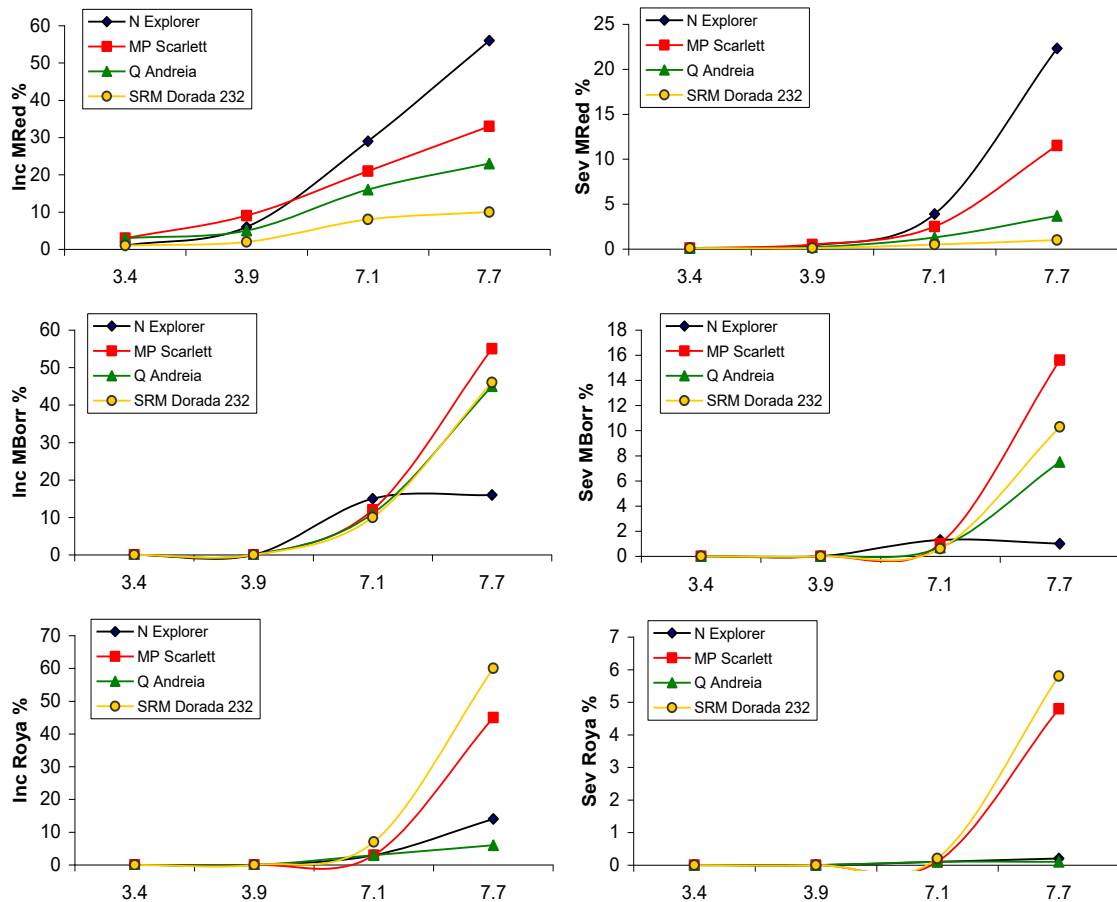 Inc MRed %
60
50
40
30
20
10
0
N Explorer
MP Scarlett
Q Andreia
SRM Dorada 232
3.4 3.9 7.1 7.7
Sev MRed %
25
20
15
10
5
0
N Explorer
MP Scarlett
Q Andreia
SRM Dorada 232
3.4 3.9 7.1 7.7
Inc MBorr %
60
50
40
30
20
10
0
N Explorer
MP Scarlett
Q Andreia
SRM Dorada 232
3.4 3.9 7.1 7.7
Sev MBorr %
18
16
14
12
10
8
6
4
2
0
N Explorer
MP Scarlett
Q Andreia
SRM Dorada 232
3.4 3.9 7.1 7.7
Inc Roya %
70
60
50
40
30
20
10
0
N Explorer
MP Scarlett
Q Andreia
SRM Dorada 232
3.4 3.9 7.1 7.7
Sev Roya %
7
6
5
4
3
2
1
0
N Explorer
MP Scarlett
Q Andreia
SRM Dorada 232
3.4 3.9 7.1 7.7